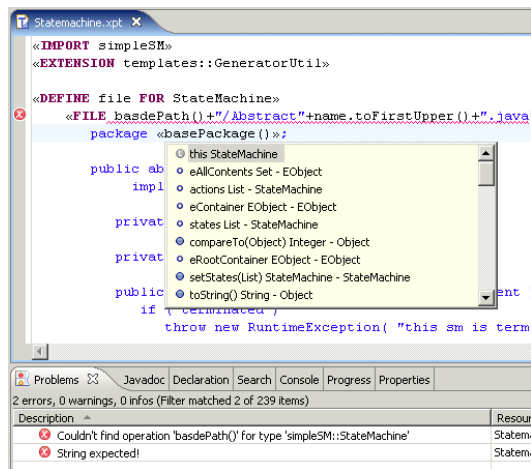 Statemachine.xpt
«IMPORT simpleSM»
«EXTENSION templates::GeneratorUtil»
«DEFINE file FOR StateMachine»
«FILE basdePath()+"/Abstract"+name.toFirstUpper()+".java
package «basePackage()»;
this StateMachine
public ab
eAllContents Set - EObject
impl
actions List - StateMachine
eContainer EObject - EObject
privat
states List - StateMachine
compareTo(Object) Integer - Object
privat
eRootContainer EObject - EObject
setStates(List) StateMachine - StateMachine
public
toString() String - Object
ent
if ( terminated )
throw new RuntimeException( "this sm is term
Problems Javadoc Declaration Search Console Progress Properties
2 errors, 0 warnings, 0 infos (Filter matched 2 of 239 items)
Description Resour
Couldn't find operation 'basdePath()' for type 'simpleSM::StateMachine' Statema
String expected! Statema